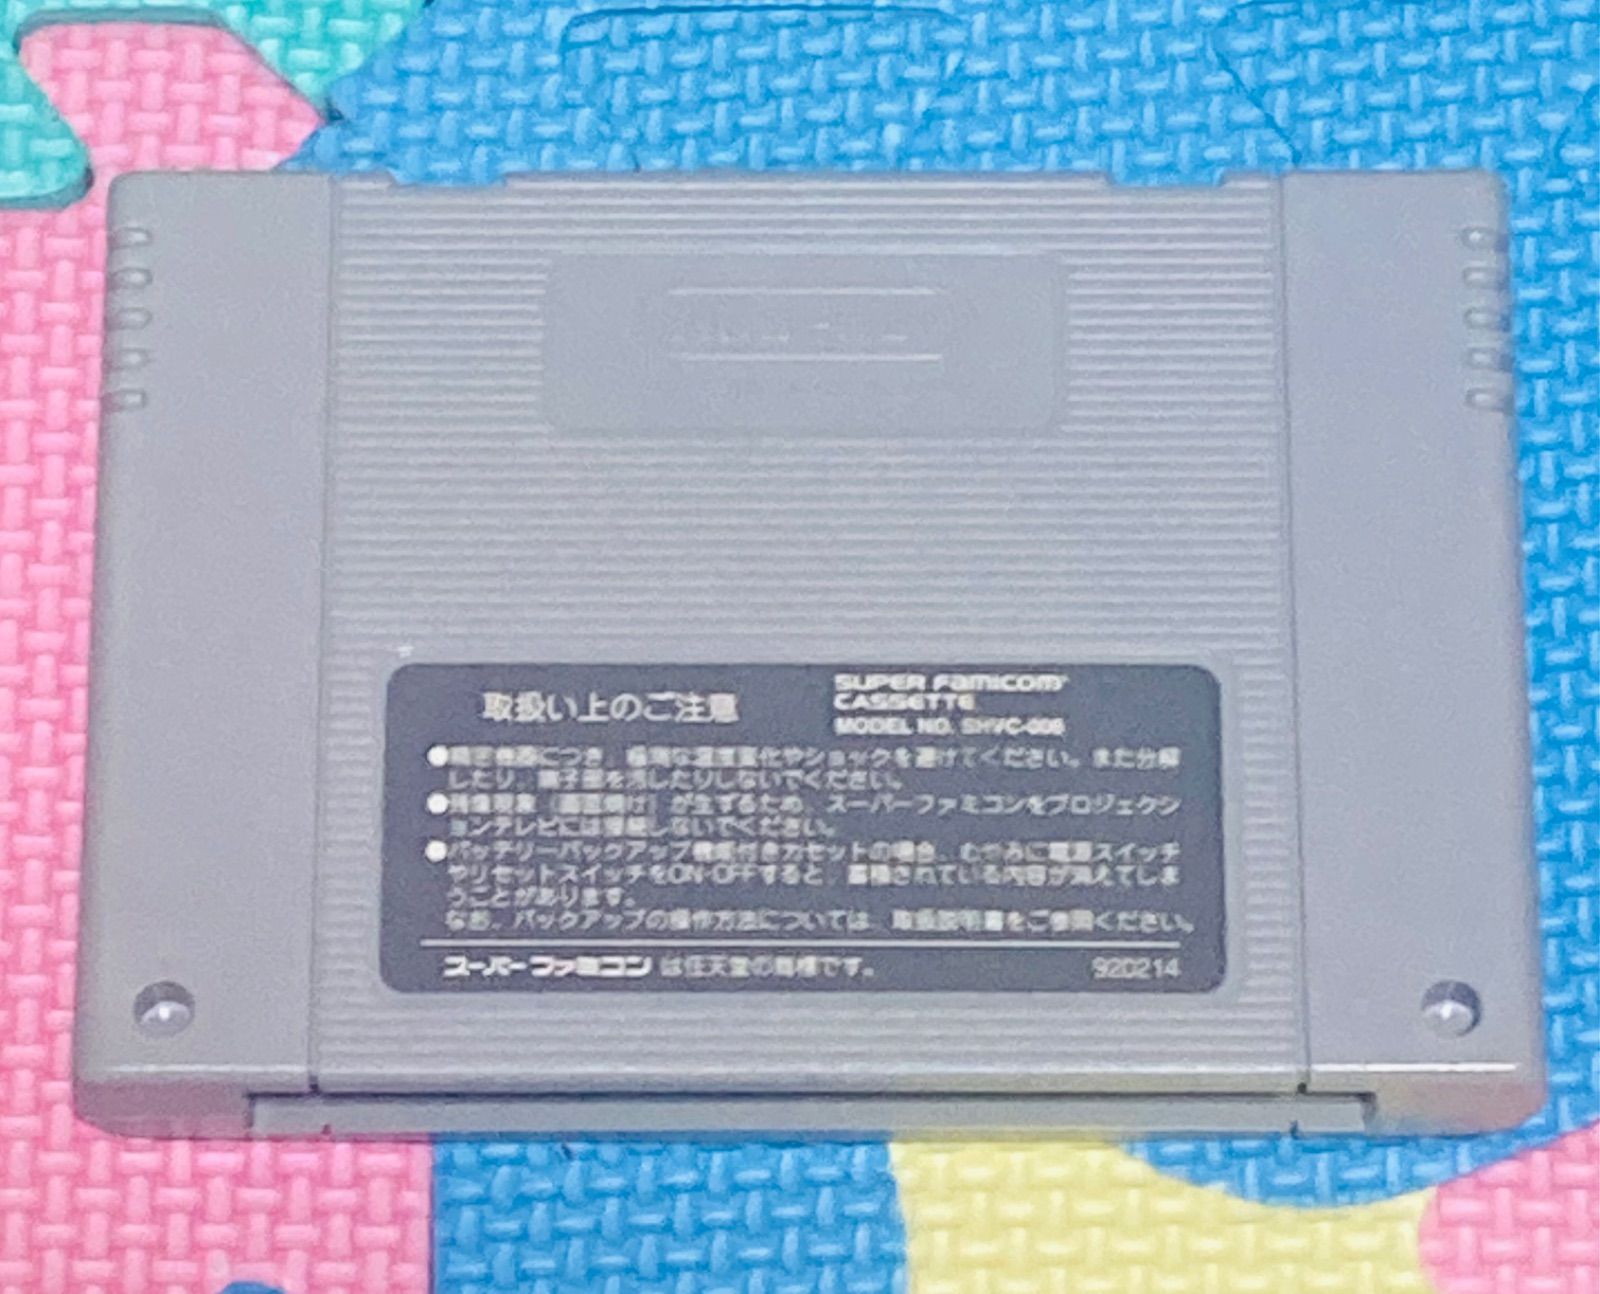 取扱い上のご注意
SUPER Famicom
CASSETTE
MODEL NO. SHVC-006
●精密機器につき、極端な温度変化やショックを避けてください。また分解
したり、端子部を汚したりしないでください。
●残像現象（画面焼け）が生ずるため、スーパーファミコンをプロジェクシ
ョンテレビには接続しないでください。
●バッテリーバックアップ機能付きカセットの場合、むやみに電源スイッチ
やリセットスイッチをON・OFFすると、蓄積されている内容が消えてしま
うことがあります。
なお、バックアップの操作方法については、取扱説明書をご参照ください。
スーパーファミコン は任天堂の商標です。
920214